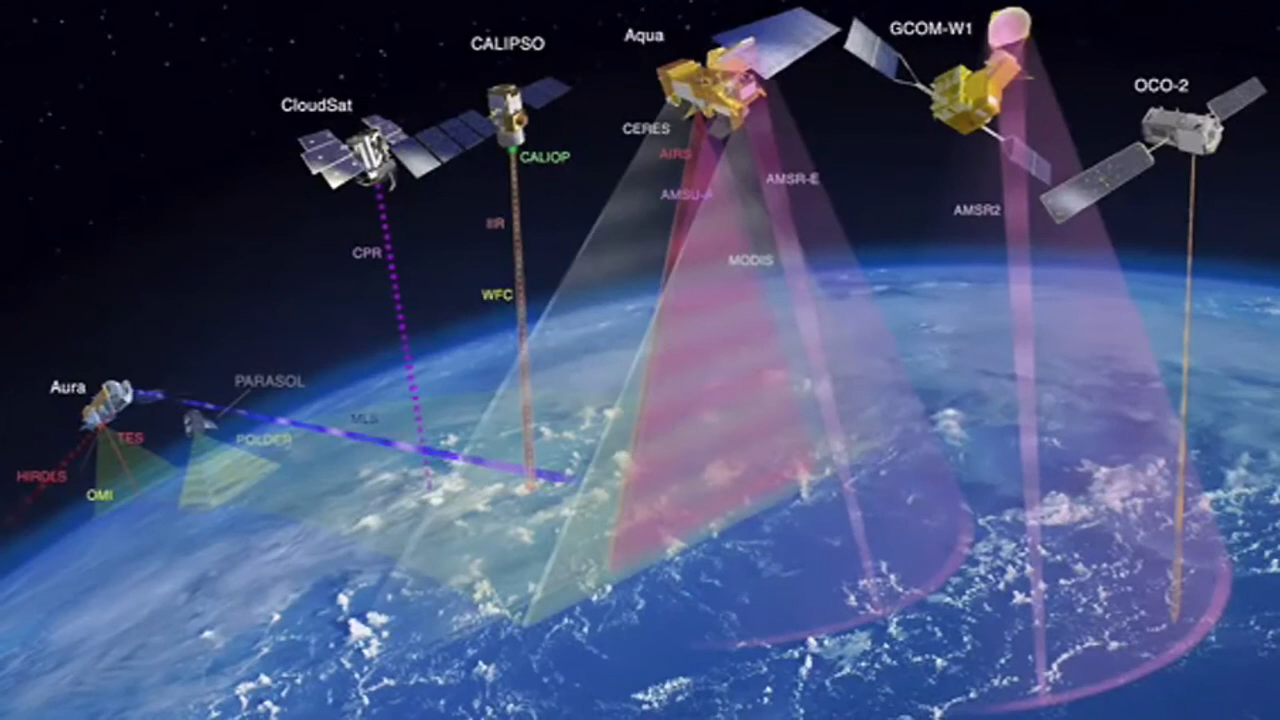 GCOM-W1
Aqua
CALIPSO
OCO-2
CloudSat
CERES
AIRS
CALIOP
AMSU-A
AMSR-E
AMSR2
IIR
CPR
MODIS
WFC
PARASOL
Aura
MLS
TES
POLDER
HIRDLS
OMI